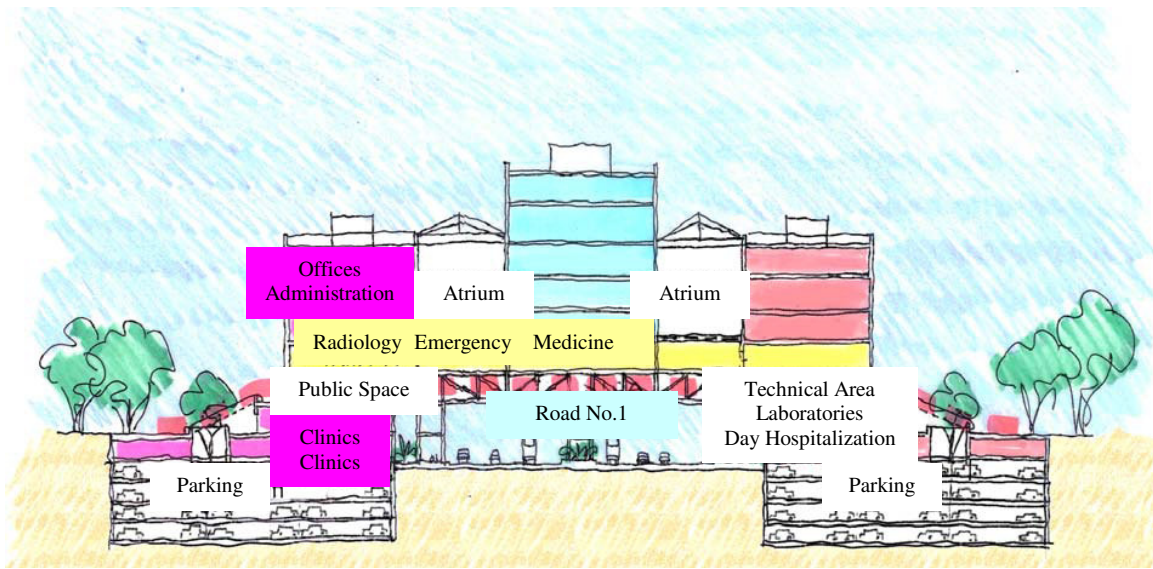 Offices
Administration
Atrium
Atrium
Radiology Emergency Medicine
Public Space
Technical Area
Laboratories
Day Hospitalization
Road No.1
Clinics
Clinics
Parking
Parking